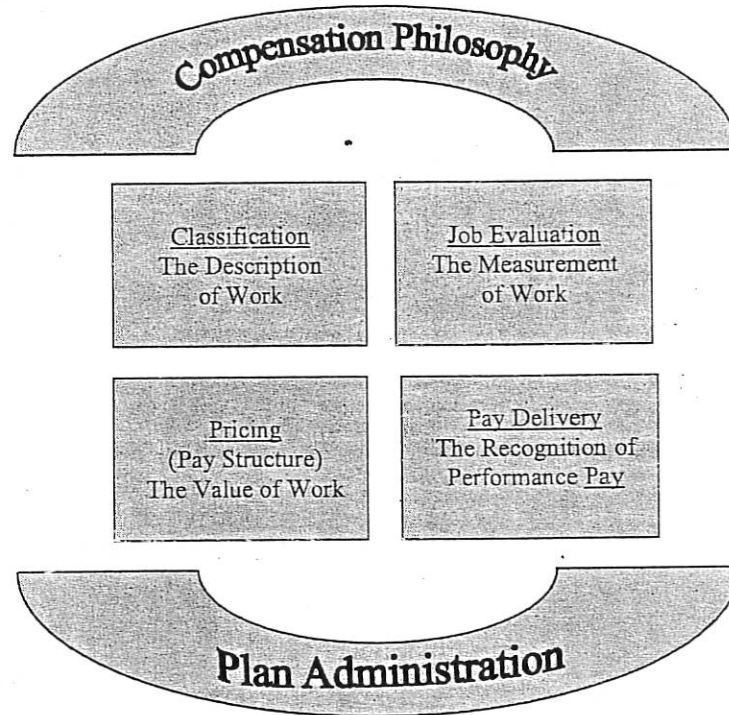 Compensation Philosophy
Classification
The Description
of Work
Job Evaluation
The Measurement
of Work
Pricing
(Pay Structure)
The Value of Work
Pay Delivery
The Recognition of
Performance Pay
Plan Administration